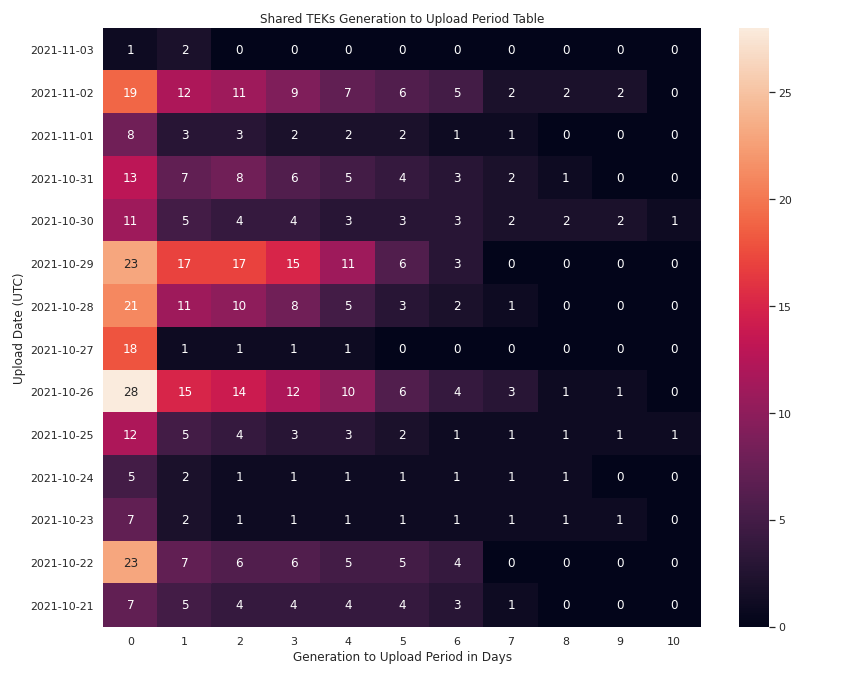 Shared TEKs Generation to Upload Period Table
Upload Date (UTC)
2021-11-03 1 2 0 0 0 0 0 0 0 0 0
2021-11-02 19 12 11 9 7 6 5 2 2 2 0
2021-11-01 8 3 3 2 2 2 1 1 0 0 0
2021-10-31 13 7 8 6 5 4 3 2 1 0 0
2021-10-30 11 5 4 4 3 3 3 2 2 2 1
2021-10-29 23 17 17 15 11 6 3 0 0 0 0
2021-10-28 21 11 10 8 5 3 2 1 0 0 0
2021-10-27 18 1 1 1 1 0 0 0 0 0 0
2021-10-26 28 15 14 12 10 6 4 3 1 1 0
2021-10-25 12 5 4 3 3 2 1 1 1 1 1
2021-10-24 5 2 1 1 1 1 1 1 1 0 0
2021-10-23 7 2 1 1 1 1 1 1 1 1 0
2021-10-22 23 7 6 6 5 5 4 0 0 0 0
2021-10-21 7 5 4 4 4 4 3 1 0 0 0
0 1 2 3 4 5 6 7 8 9 10
Generation to Upload Period in Days
25
20
15
10
5
0